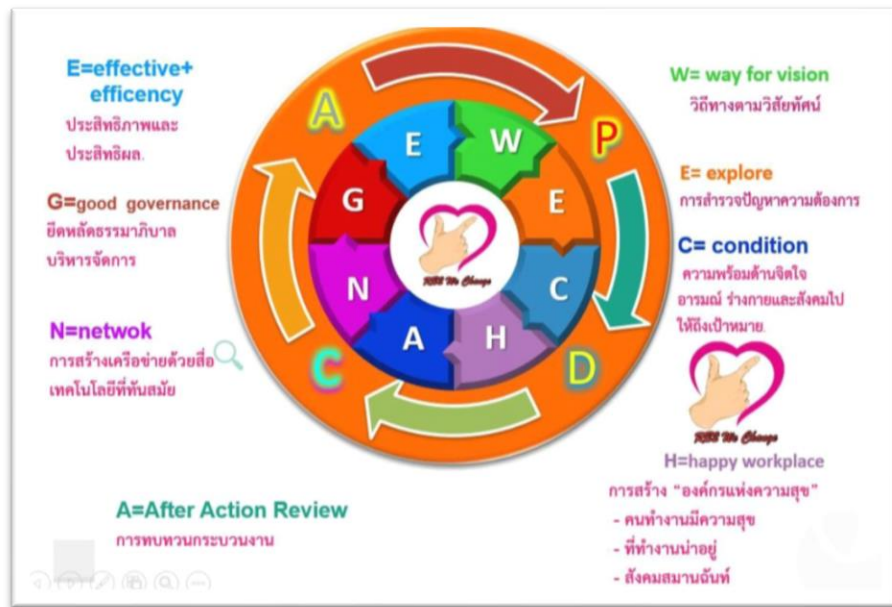 E=effective+
efficency
ประสิทธิภาพและ
ประสิทธิผล.
G=good governance
ยึดหลัดธรรมาภิบาล
บริหารจัดการ
N=netwok
การสร้างเครือข่ายด้วยสื่อ
เทคโนโลยีที่ทันสมัย
A=After Action Review
การทบทวนกระบวนงาน
A
P
D
C
E
W
E
C
H
A
N
G
RBE We Change
W= way for vision
วิถีทางตามวิสัยทัศน์
E= explore
การสำรวจปัญหาความต้องการ
C= condition
ความพร้อมด้านจิตใจ
อารมณ์ ร่างกายและสังคมไป
ให้ถึงเป้าหมาย.
RBE We Change
H=happy workplace
การสร้าง "องค์กรแห่งความสุข"
- คนทำงานมีความสุข
- ที่ทำงานน่าอยู่
- สังคมสมานฉันท์